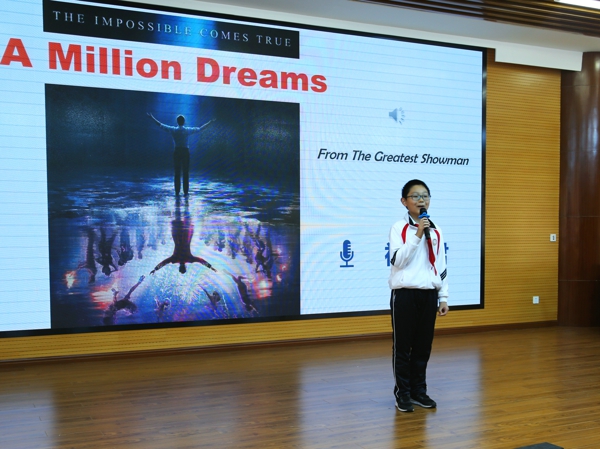 THE IMPOSSIBLE COMES TRUE
A Million Dreams
From The Greatest Showman